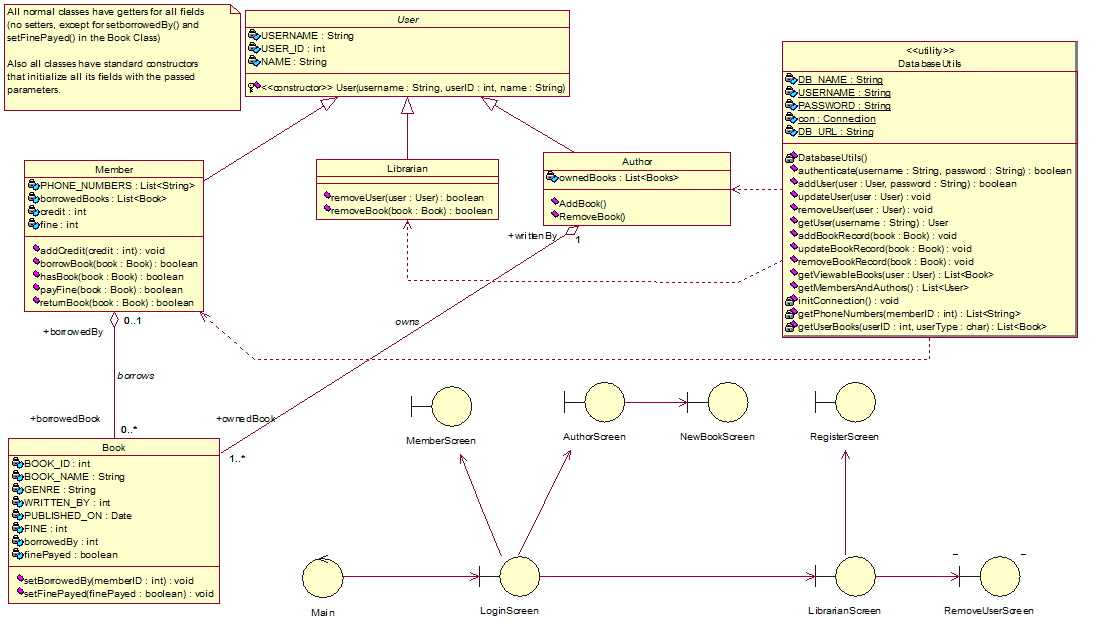 All normal classes have getters for all fields
(no setters, except for setborrowedBy() and
setFinePayed() in the Book Class)
Also all classes have standard constructors
that initialize all its fields with the passed
parameters.
User
USERNAME : String
USER_ID : int
NAME : String
<<constructor>> User(username : String, userID : int, name : String)
<<utility>>
DatabaseUtils
DB_NAME : String
USERNAME : String
PASSWORD : String
con : Connection
DB_URL : String
DatabaseUtils()
authenticate(username : String, password : String) : boolean
addUser(user : User, password : String) : boolean
updateUser(user : User) : void
removeUser(user : User) : void
getUser(username : String) : User
addBookRecord(book : Book) : void
updateBookRecord(book : Book) : void
removeBookRecord(book : Book) : void
getViewableBooks(user : User) : List<Book>
getMembersAndAuthors() : List<User>
initConnection() : void
getPhoneNumbers(memberID : int) : List<String>
getUserBooks(userID : int, userType : char) : List<Book>
Member
PHONE_NUMBERS : List<String>
borrowedBooks : List<Book>
credit : int
fine : int
addCredit(credit : int) : void
borrowBook(book : Book) : boolean
hasBook(book : Book) : boolean
payFine(book : Book) : boolean
returnBook(book : Book) : boolean
Librarian
removeUser(user : User) : boolean
removeBook(book : Book) : boolean
Author
ownedBooks : List<Books>
AddBook()
RemoveBook()
+writtenBy
1
0..1
+borrowedBy
owns
borrows
+borrowedBook
0..*
+ownedBook
1..*
Book
BOOK_ID : int
BOOK_NAME : String
GENRE : String
WRITTEN_BY : int
PUBLISHED_ON : Date
FINE : int
borrowedBy : int
finePayed : boolean
setBorrowedBy(memberID : int) : void
setFinePayed(finePayed : boolean) : void
MemberScreen
AuthorScreen
NewBookScreen
RegisterScreen
Main
LoginScreen
LibrarianScreen
RemoveUserScreen